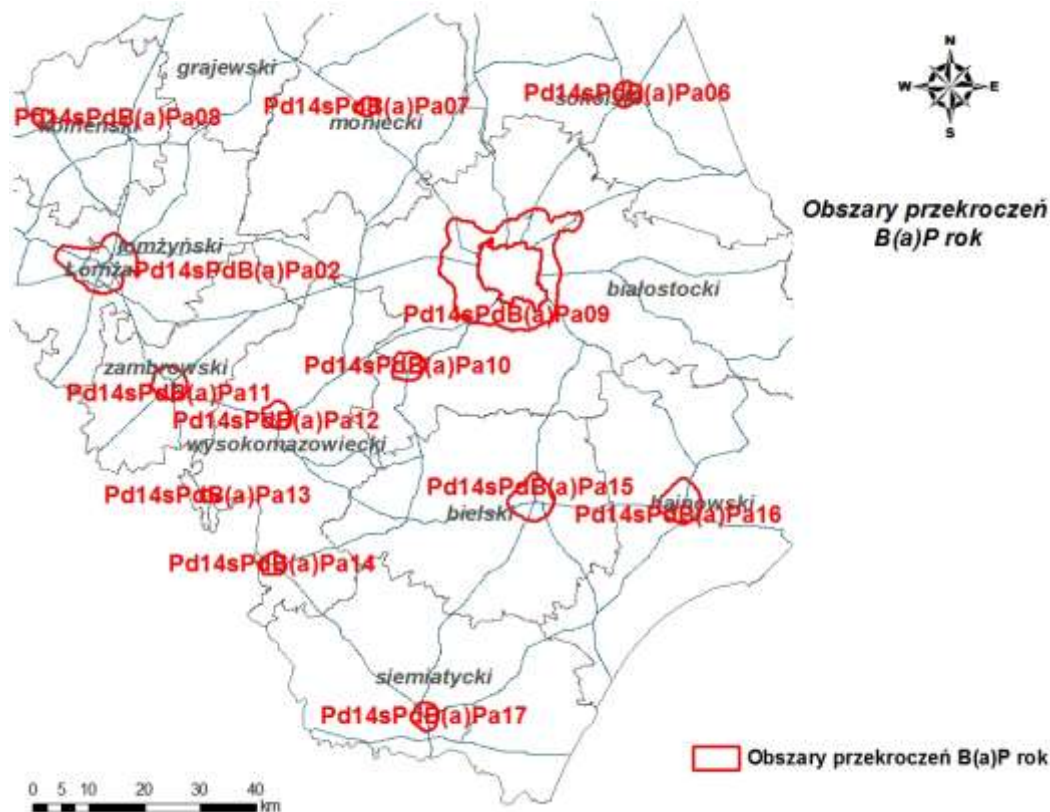 grajewski
N
Pd14sPdB(a)Pa07
Pd14sPdB(a)Pa06
W
E
Pd14sPdB(a)Pa08
moniecki
S
Obszary przekroczeń
B(a)P rok
łomżyński
Łomża
Pd14sPdB(a)Pa02
białostocki
Pd14sPdB(a)Pa09
zambrowski
Pd14sPdB(a)Pa10
Pd14sPdB(a)Pa11
Pd14sPdB(a)Pa12
wysokomazowiecki
Pd14sPdB(a)Pa13
Pd14sPdB(a)Pa15
hajnowski
bielski
Pd14sPdB(a)Pa16
Pd14sPdB(a)Pa14
siemiatycki
Pd14sPdB(a)Pa17
Obszary przekroczeń B(a)P rok
0 5 10 20 30 40
km